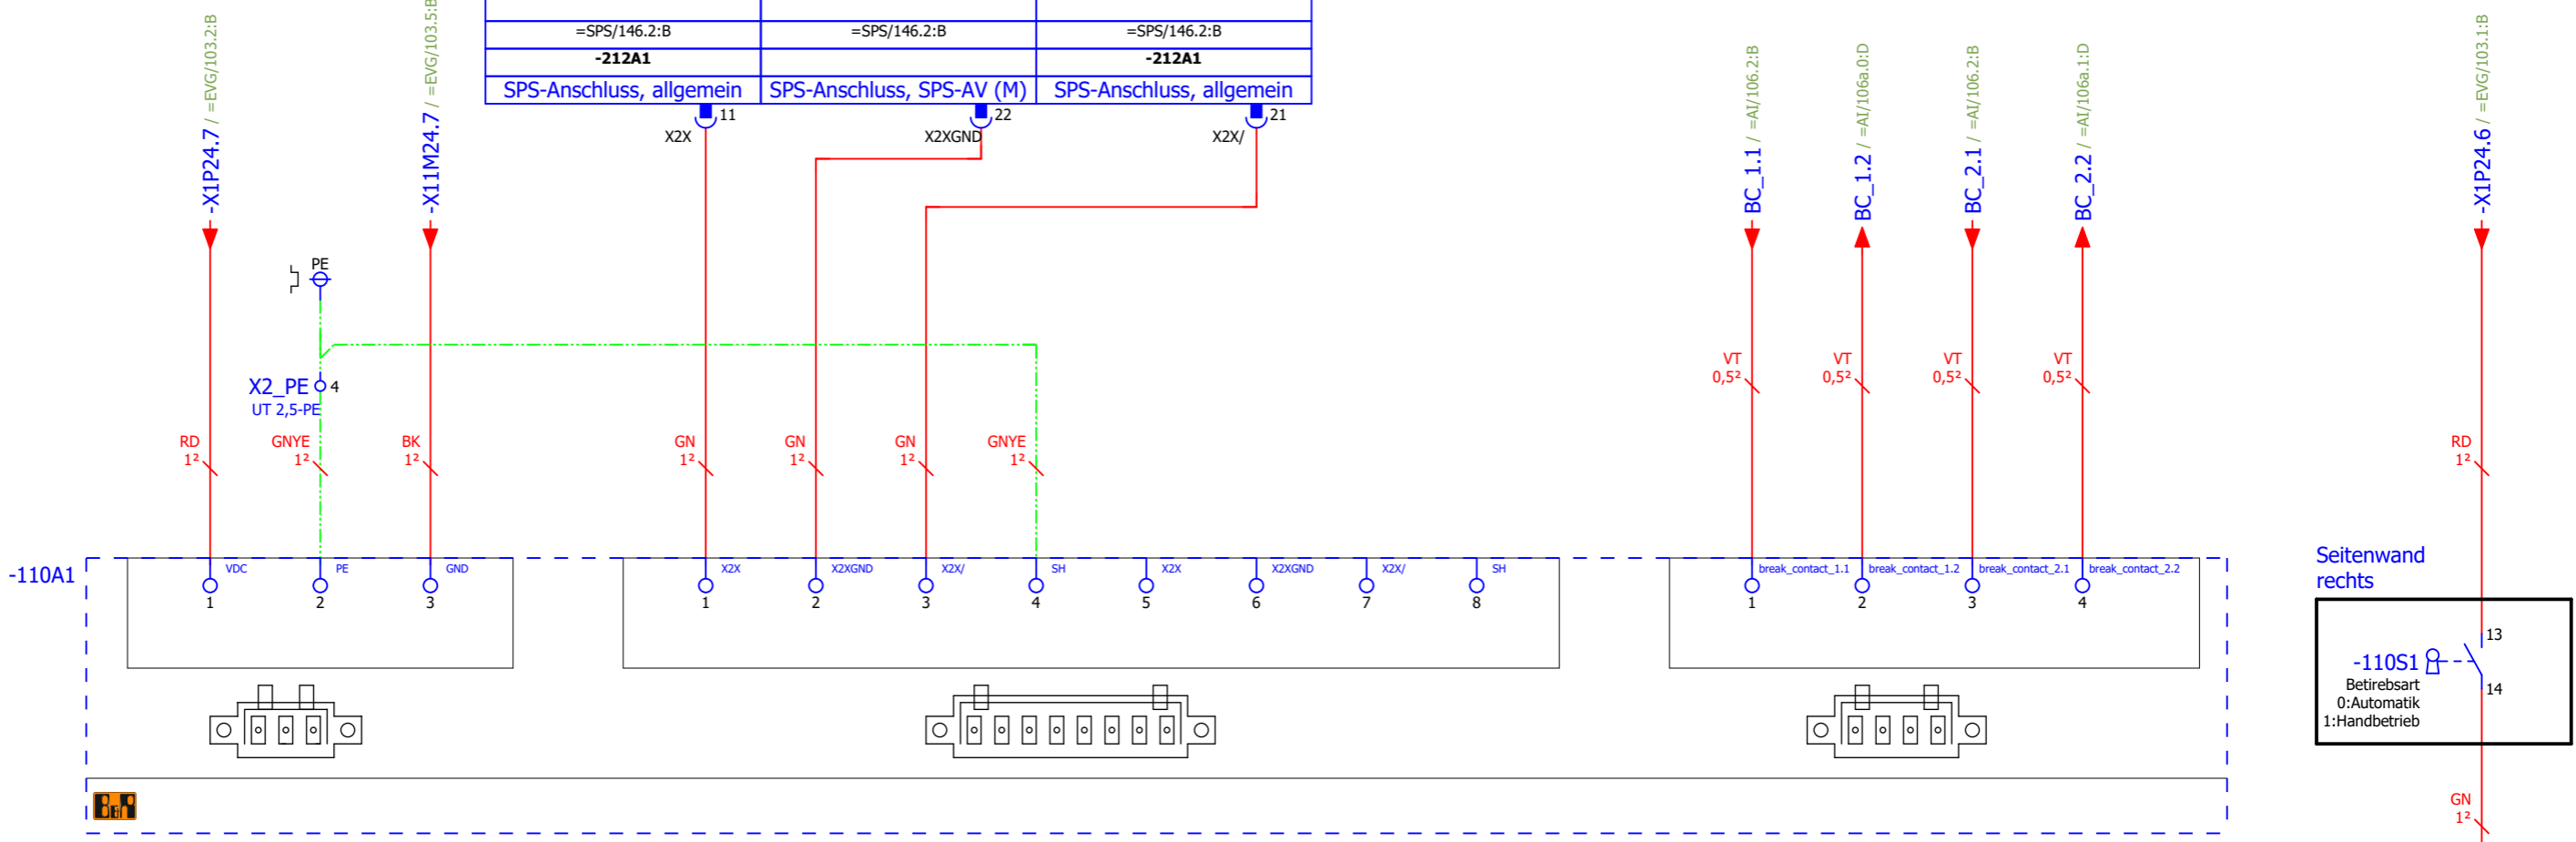 =SPS/146.2:B =SPS/146.2:B =SPS/146.2:B
-212A1 -212A1
SPS-Anschluss, allgemein SPS-Anschluss, SPS-AV (M) SPS-Anschluss, allgemein
11 22 21
X2X X2XGND X2X/
-X1P24.7 / =EVG/103.2:B
-X11M24.7 / =EVG/103.5:B
BC_1.1 / =AI/106.2:B
BC_1.2 / =AI/106a.0:D
BC_2.1 / =AI/106.2:B
BC_2.2 / =AI/106a.1:D
-X1P24.6 / =EVG/103.1:B
PE
X2_PE 4
UT 2,5-PE
VT VT VT VT
0,5² 0,5² 0,5² 0,5²
RD GNYE BK GN GN GN GNYE RD
1² 1² 1² 1² 1² 1² 1² 1²
-110A1
VDC PE GND X2X X2XGND X2X/ SH X2X X2XGND X2X/ SH break_contact_1.1 break_contact_1.2 break_contact_2.1 break_contact_2.2
1 2 3 1 2 3 4 5 6 7 8 1 2 3 4
Seitenwand
rechts
13
-110S1
Betirebsart
14
0:Automatik
1:Handbetrieb
B&R
GN
1²